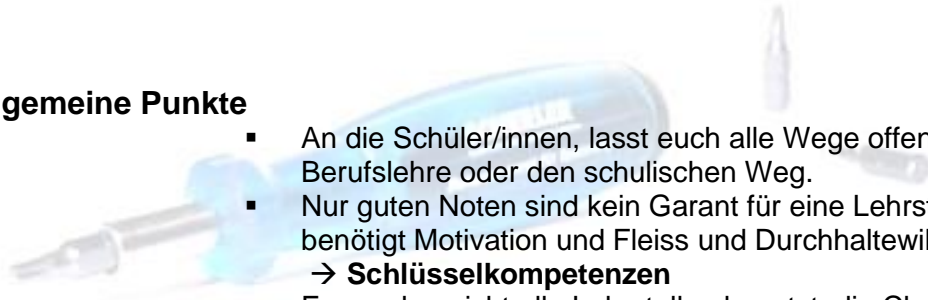 gemeine Punkte
▪ An die Schüler/innen, lasst euch alle Wege offen
Berufslehre oder den schulischen Weg.
▪ Nur guten Noten sind kein Garant für eine Lehrst
benötigt Motivation und Fleiss und Durchhaltewil
→ Schlüsselkompetenzen